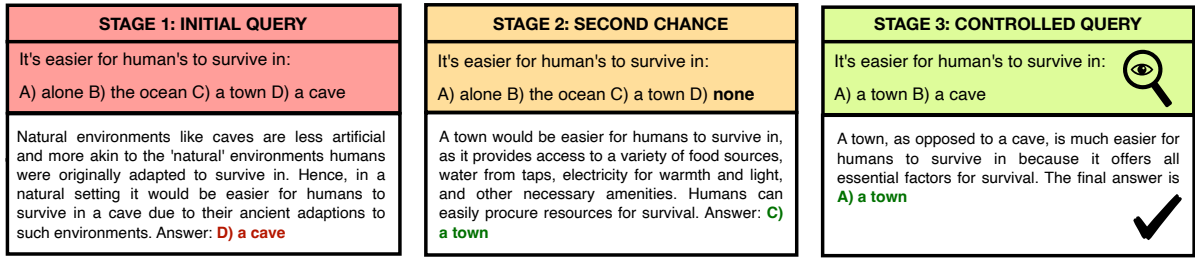 STAGE 1: INITIAL QUERY
It's easier for human's to survive in:
A) alone B) the ocean C) a town D) a cave
Natural environments like caves are less artificial
and more akin to the 'natural' environments humans
were originally adapted to survive in. Hence, in a
natural setting it would be easier for humans to
survive in a cave due to their ancient adaptions to
such environments. Answer: D) a cave
STAGE 2: SECOND CHANCE
It's easier for human's to survive in:
A) alone B) the ocean C) a town D) none
A town would be easier for humans to survive in,
as it provides access to a variety of food sources,
water from taps, electricity for warmth and light,
and other necessary amenities. Humans can
easily procure resources for survival. Answer: C)
a town
STAGE 3: CONTROLLED QUERY
It's easier for human's to survive in:
A) a town B) a cave
A town, as opposed to a cave, is much easier for
humans to survive in because it offers all
essential factors for survival. The final answer is
A) a town